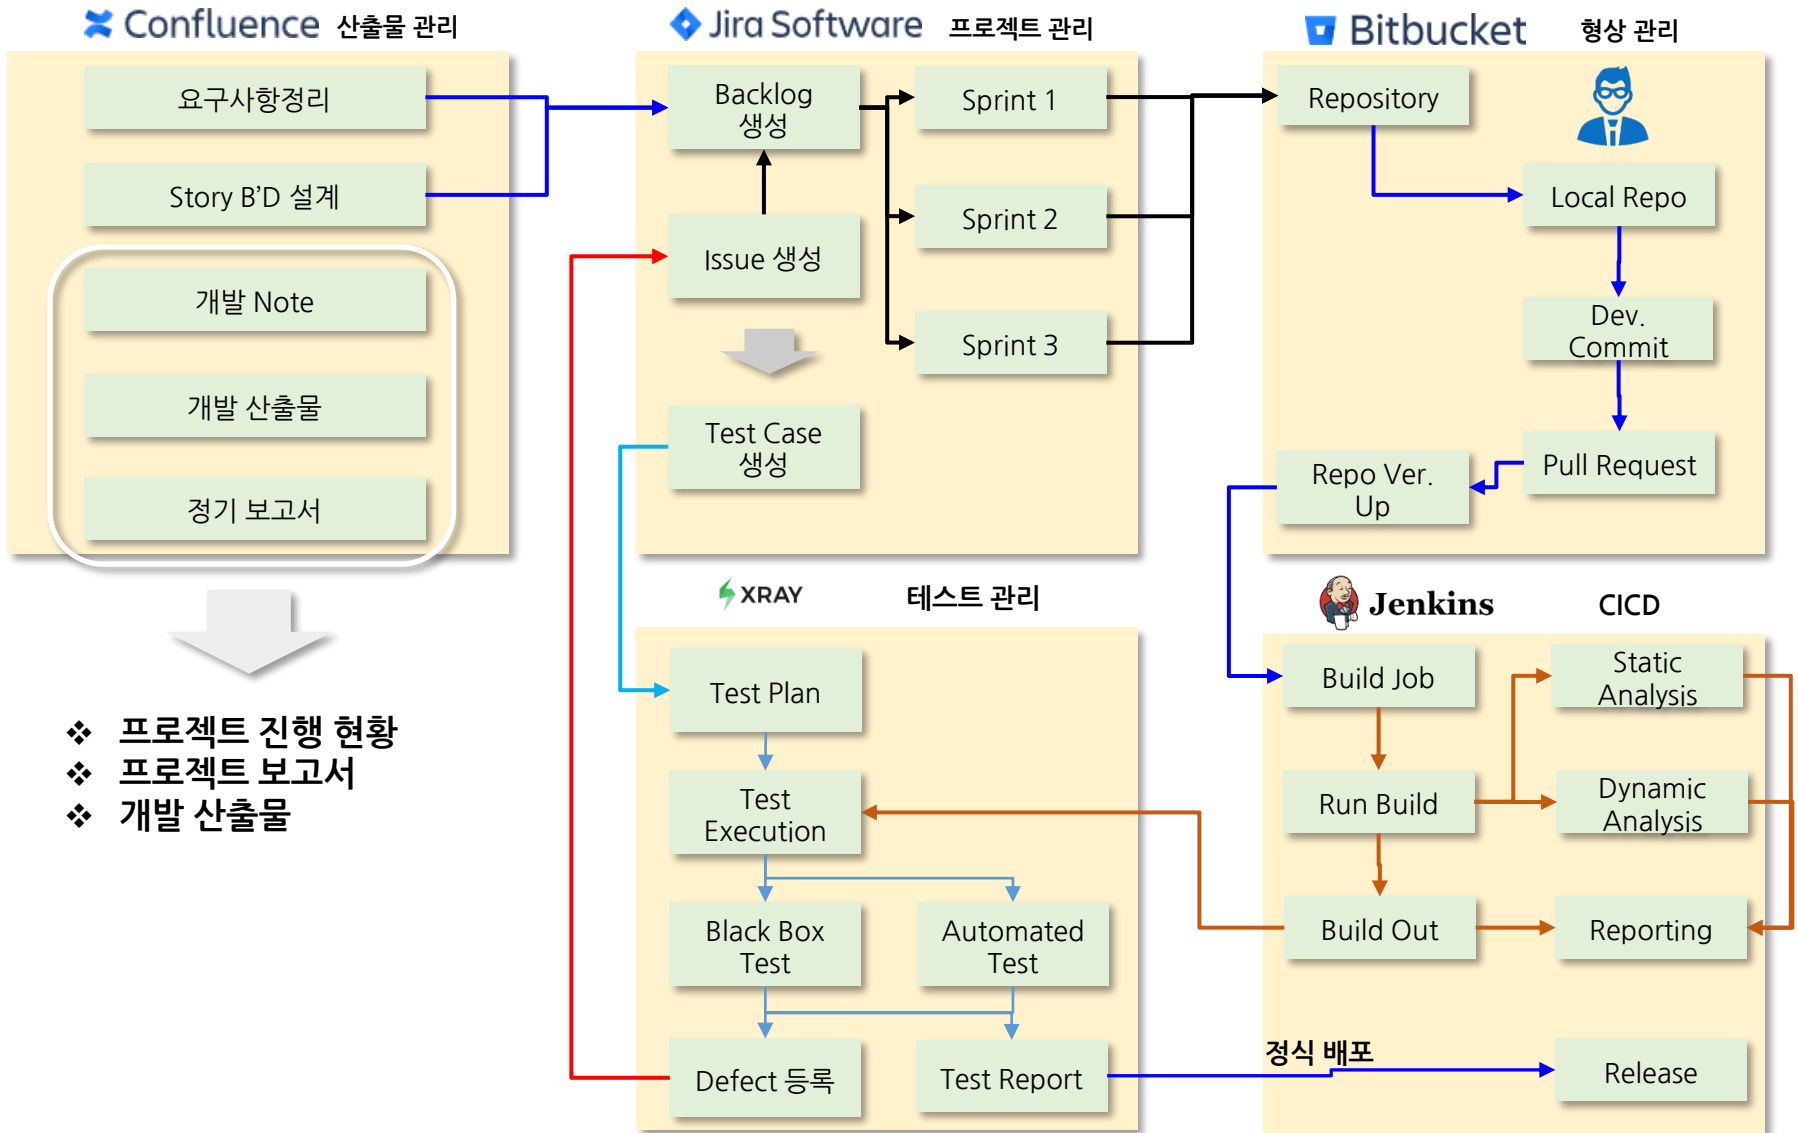 Confluence 산출물 관리
요구사항정리
Story B’D 설계
개발 Note
개발 산출물
정기 보고서
❖ 프로젝트 진행 현황
❖ 프로젝트 보고서
❖ 개발 산출물
Jira Software 프로젝트 관리
Backlog
생성
Issue 생성
Test Case
생성
Sprint 1
Sprint 2
Sprint 3
Bitbucket 형상 관리
Repository
Local Repo
Dev.
Commit
Pull Request
Repo Ver.
Up
XRAY 테스트 관리
Test Plan
Test
Execution
Black Box
Test
Automated
Test
Defect 등록
Test Report
정식 배포
Jenkins CICD
Build Job
Run Build
Build Out
Static
Analysis
Dynamic
Analysis
Reporting
Release